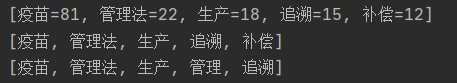 [疫苗=81, 管理法=22, 生产=18, 追溯=15, 补偿=12]
[疫苗, 管理法, 生产, 追溯, 补偿]
[疫苗, 管理法, 生产, 管理, 追溯]